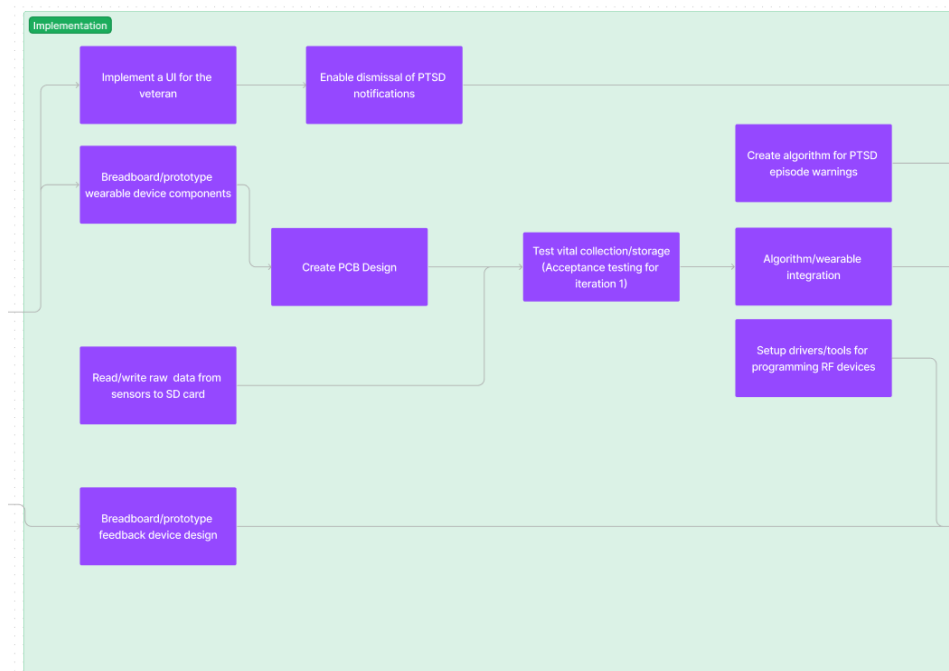 Implementation
Implement a UI for the
veteran
Enable dismissal of PTSD
notifications
Create algorithm for PTSD
episode warnings
Breadboard/prototype
wearable device components
Create PCB Design
Test vital collection/storage
(Acceptance testing for
iteration 1)
Algorithm/wearable
integration
Setup drivers/tools for
programming RF devices
Read/write raw  data from
sensors to SD card
Breadboard/prototype
feedback device design